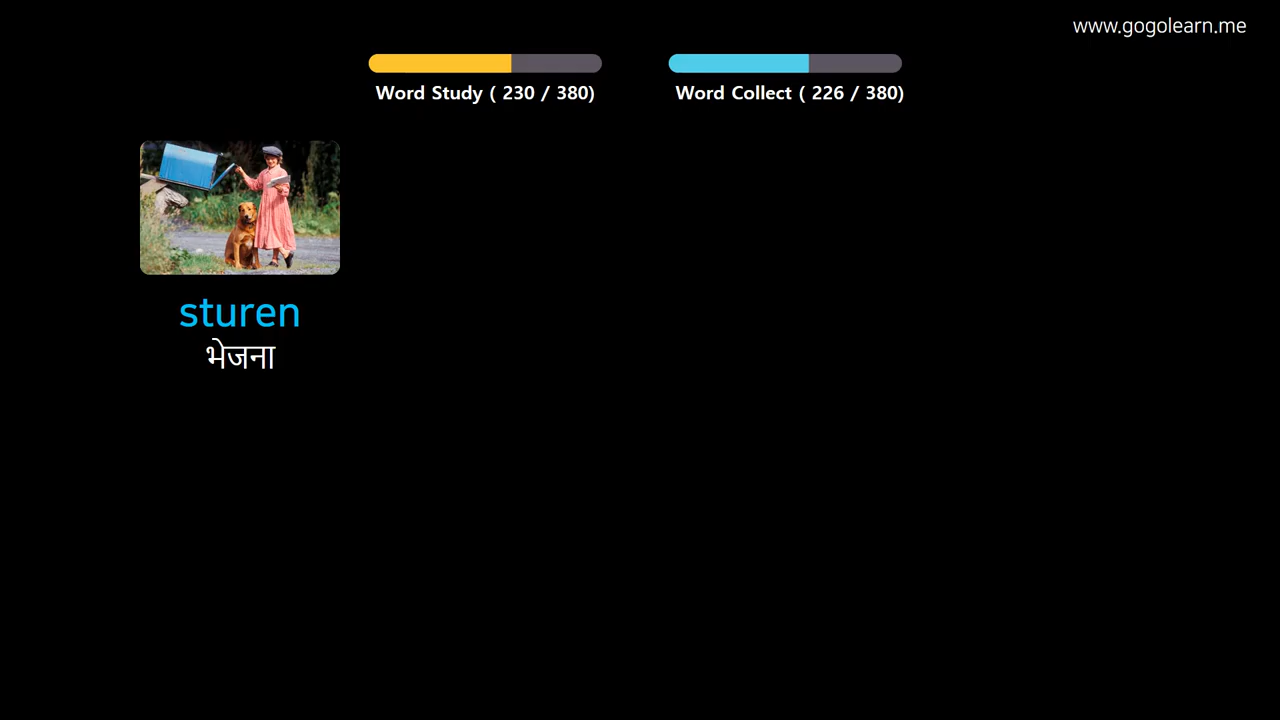 www.gogolearn.me
Word Study ( 230 / 380)
Word Collect ( 226 / 380)
sturen
भेजना